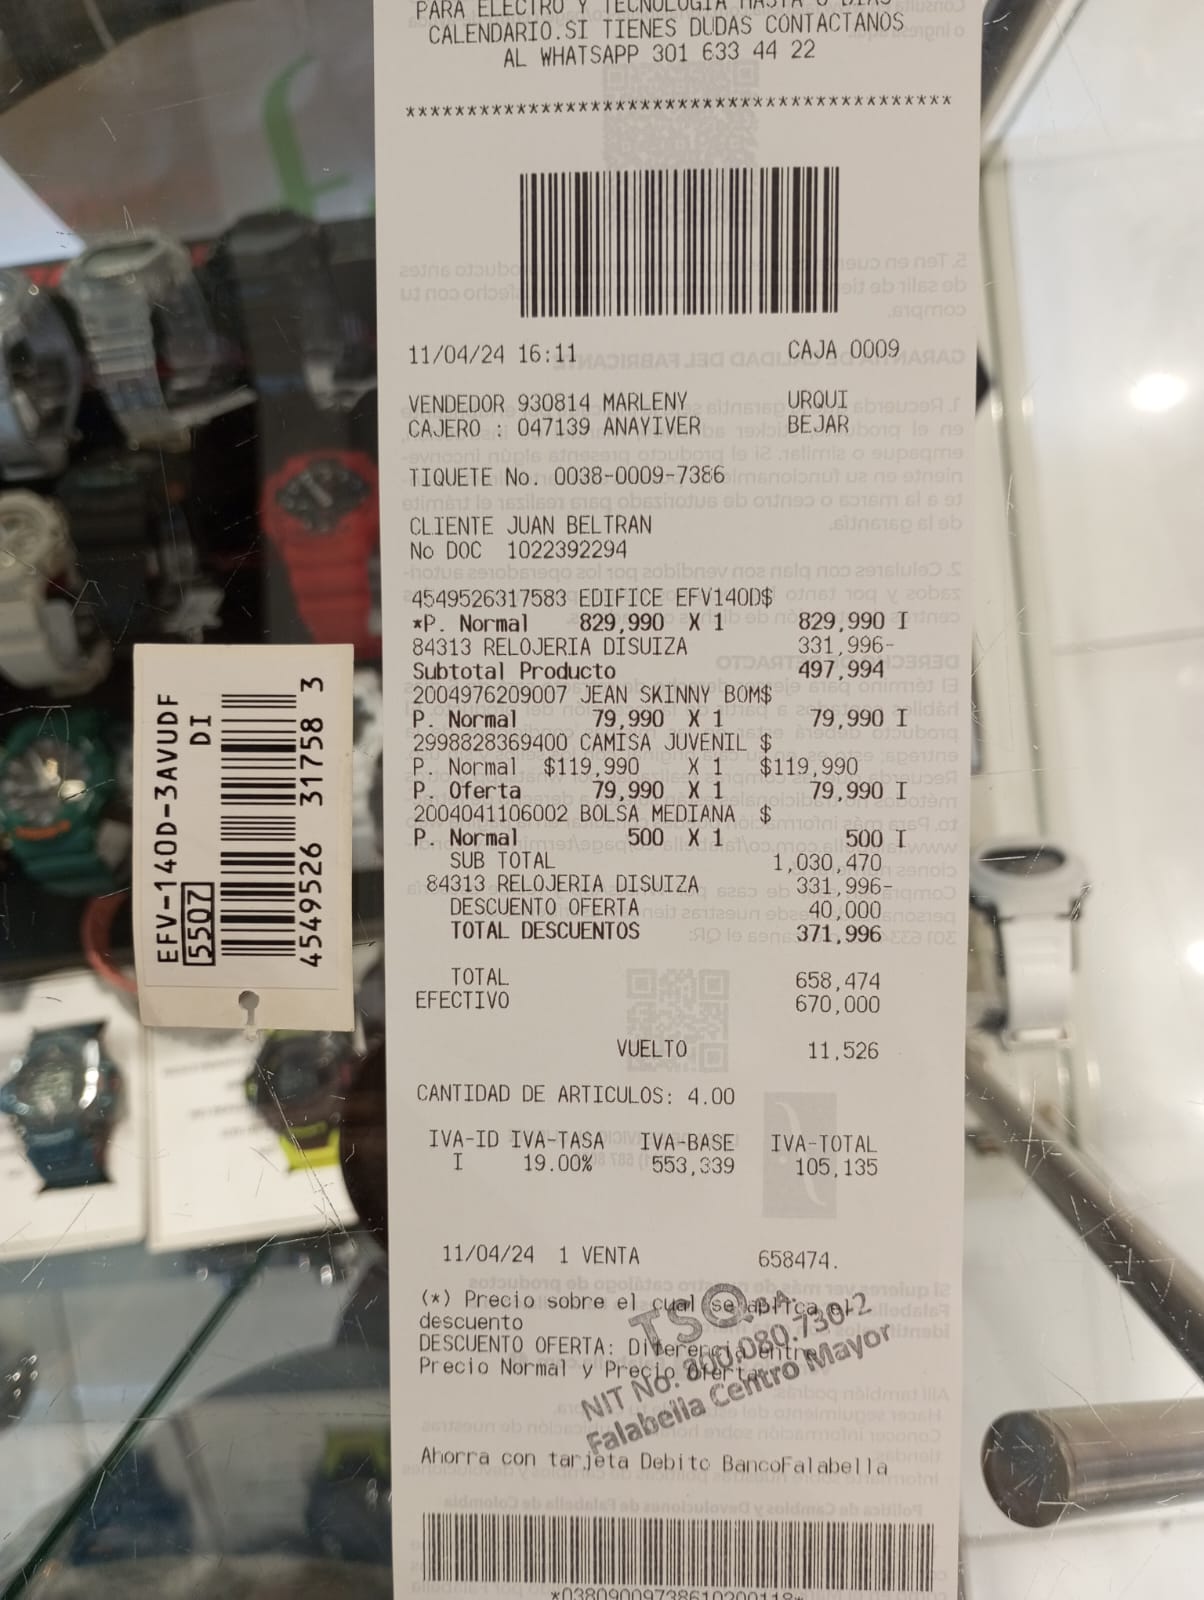 PARA ELECTRO Y TECNOLOGIA HASTA 8 DIAS
CALENDARIO.SI TIENES DUDAS CONTACTANOS
AL WHATSAPP 301 633 44 22
*********************************************
11/04/24 16:11 CAJA 0009
VENDEDOR 930814 MARLENY URQUI
CAJERO : 047139 ANAYIVER BEJAR
TIQUETE No. 0038-0009-7386
CLIENTE JUAN BELTRAN
No DOC 1022392294
4549526317583 EDIFICE EFV140D$
*P. Normal 829,990 X 1 829,990 I
84313 RELOJERIA DISUIZA 331,996-
Subtotal Producto 497,994
2004976209007 JEAN SKINNY BOM$
P. Normal 79,990 X 1 79,990 I
2998828369400 CAMISA JUVENIL $
P. Normal $119,990 X 1 $119,990
P. Oferta 79,990 X 1 79,990 I
2004041106002 BOLSA MEDIANA $
P. Normal 500 X 1 500 I
SUB TOTAL 1,030,470
84313 RELOJERIA DISUIZA 331,996-
DESCUENTO OFERTA 40,000
TOTAL DESCUENTOS 371,996
TOTAL 658,474
EFECTIVO 670,000
VUELTO 11,526
CANTIDAD DE ARTICULOS: 4.00
IVA-ID IVA-TASA IVA-BASE IVA-TOTAL
I 19.00% 553,339 105,135
11/04/24 1 VENTA 658474.
(*) Precio sobre el cual se aplica el
descuento
DESCUENTO OFERTA: Diferencia entre
Precio Normal y Precio Oferta
TSQ S.A.
NIT No. 800.080.730-2
Falabella Centro Mayor
Ahorra con tarjeta Debito BancoFalabella
*03809009738610200118*
EFV-140D-3AVUDF
DI
5507
4549526 31758 3